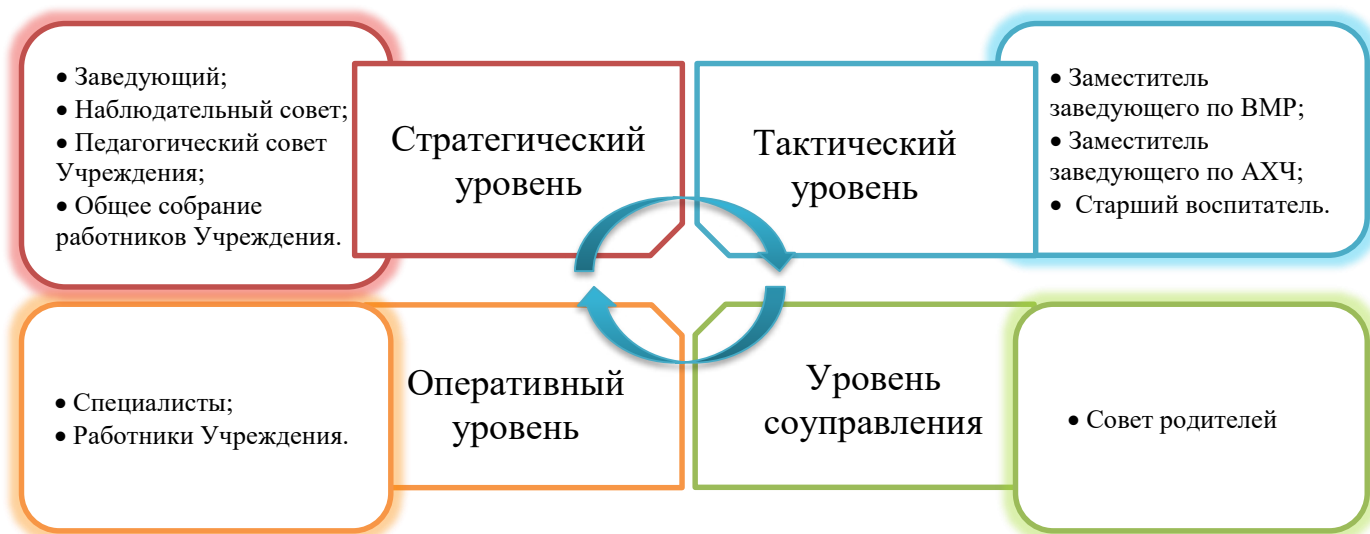 • Заведующий;
• Наблюдательный совет;
• Педагогический совет
Учреждения;
• Общее собрание
работников Учреждения.
Стратегический
уровень
Тактический
уровень
• Заместитель
заведующего по ВМР;
• Заместитель
заведующего по АХЧ;
• Старший воспитатель.
• Специалисты;
• Работники Учреждения.
Оперативный
уровень
Уровень
соуправления
• Совет родителей